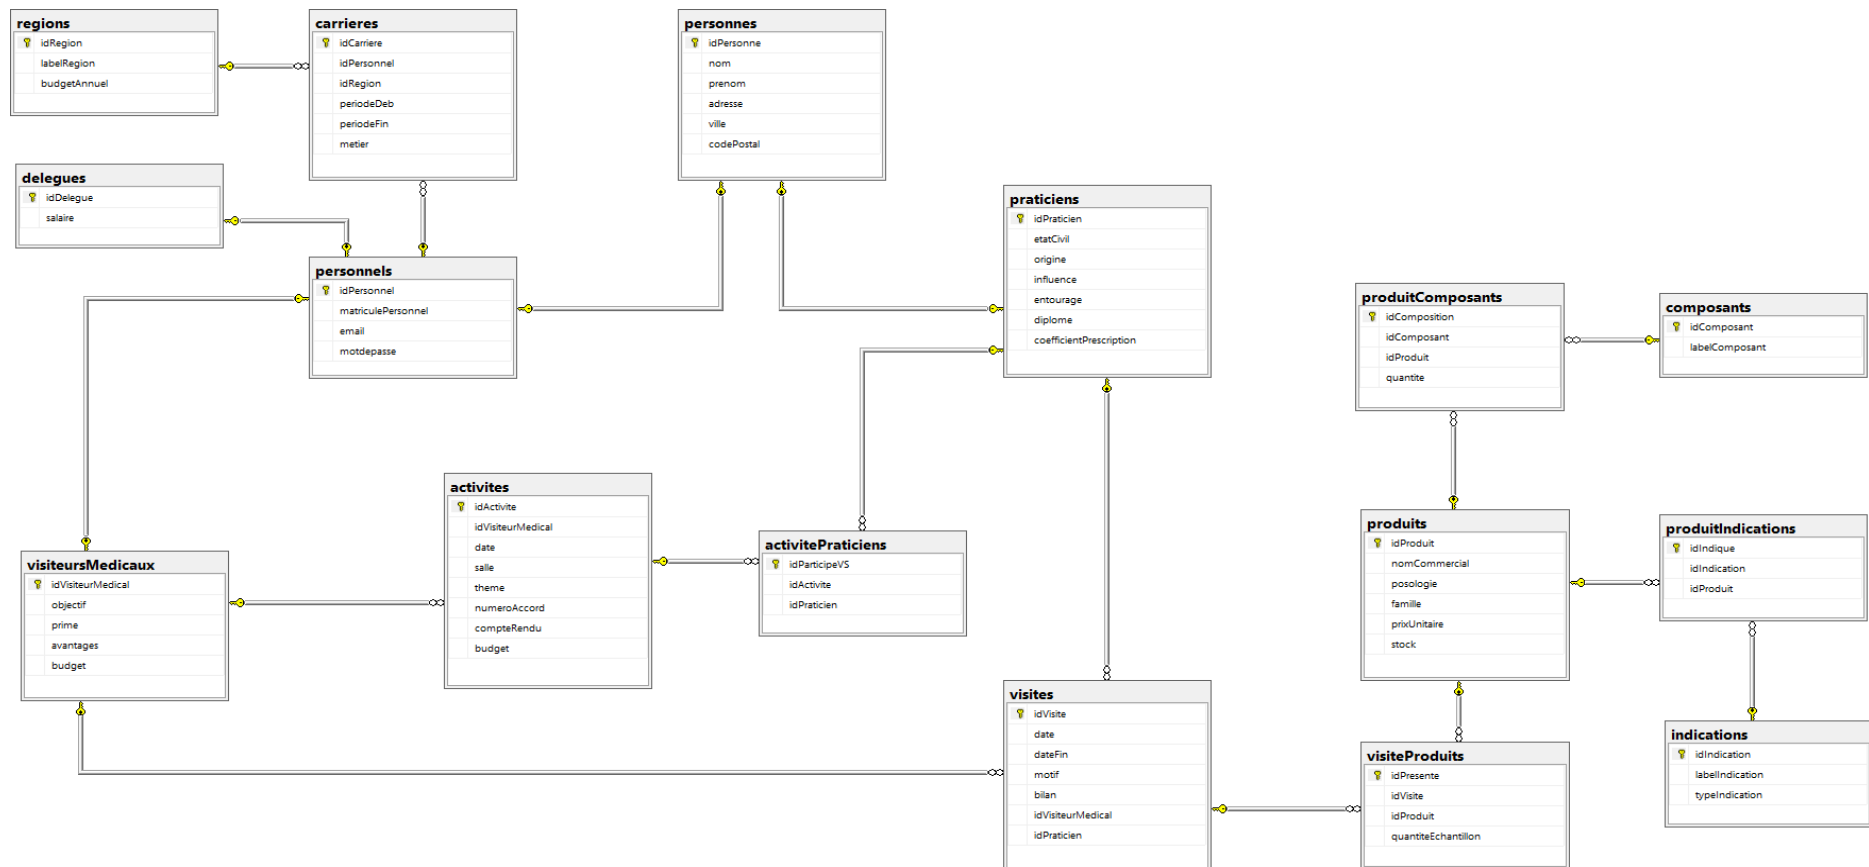 regions
idRegion
labelRegion
budgetAnnuel
carrieres
idCarriere
idPersonnel
idRegion
periodeDeb
periodeFin
metier
personnes
idPersonne
nom
prenom
adresse
ville
codePostal
delegues
idDelegue
salaire
personnels
idPersonnel
matriculePersonnel
email
motdepasse
praticiens
idPraticien
etatCivil
origine
influence
entourage
diplome
coefficientPrescription
produitComposants
idComposition
idComposant
idProduit
quantite
composants
idComposant
labelComposant
visiteursMedicaux
idVisiteurMedical
objectif
prime
avantages
budget
activites
idActivite
idVisiteurMedical
date
salle
theme
numeroAccord
compteRendu
budget
activitePraticiens
idParticipeVS
idActivite
idPraticien
produits
idProduit
nomCommercial
posologie
famille
prixUnitaire
stock
produitIndications
idIndique
idIndication
idProduit
visites
idVisite
date
dateFin
motif
bilan
idVisiteurMedical
idPraticien
visiteProduits
idPresente
idVisite
idProduit
quantiteEchantillon
indications
idIndication
labelIndication
typeIndication